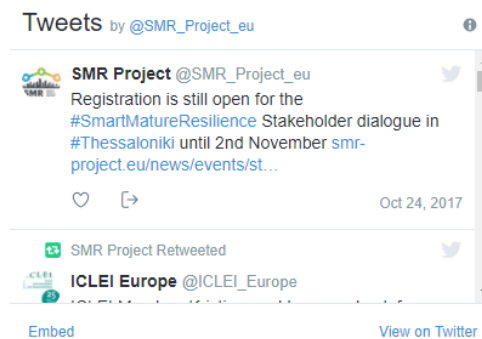 Tweets by @SMR_Project_eu
SMR Project @SMR_Project_eu
Registration is still open for the
#SmartMatureResilience Stakeholder dialogue in
#Thessaloniki until 2nd November smr-
project.eu/news/events/st…
Oct 24, 2017
SMR Project Retweeted
ICLEI Europe @ICLEI_Europe
Embed
View on Twitter